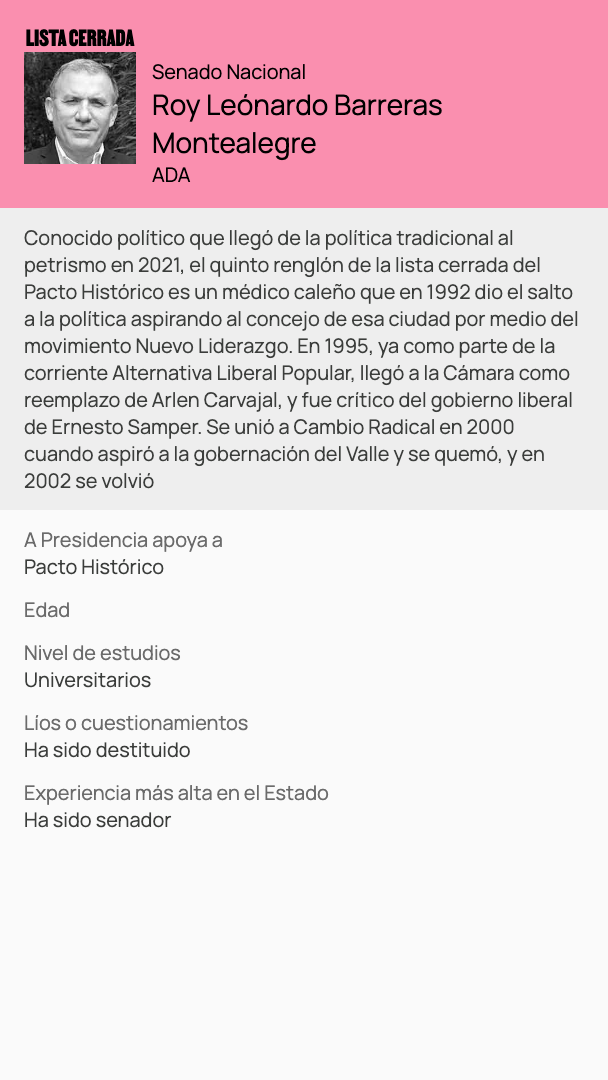 LISTA CERRADA
Senado Nacional
Roy Leónardo Barreras
Montealegre
ADA
Conocido político que llegó de la política tradicional al
petrismo en 2021, el quinto renglón de la lista cerrada del
Pacto Histórico es un médico caleño que en 1992 dio el salto
a la política aspirando al concejo de esa ciudad por medio del
movimiento Nuevo Liderazgo. En 1995, ya como parte de la
corriente Alternativa Liberal Popular, llegó a la Cámara como
reemplazo de Arlen Carvajal, y fue crítico del gobierno liberal
de Ernesto Samper. Se unió a Cambio Radical en 2000
cuando aspiró a la gobernación del Valle y se quemó, y en
2002 se volvió
A Presidencia apoya a
Pacto Histórico
Edad
Nivel de estudios
Universitarios
Líos o cuestionamientos
Ha sido destituido
Experiencia más alta en el Estado
Ha sido senador